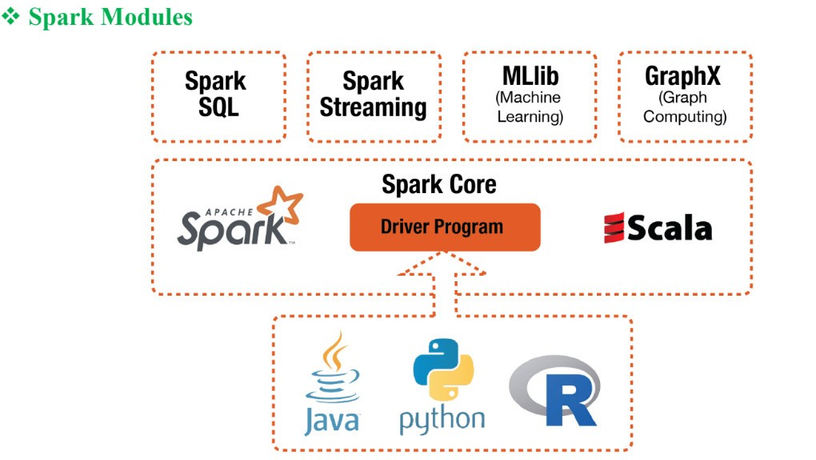 ❖ Spark Modules
Spark
SQL
Spark
Streaming
MLlib
(Machine
Learning)
GraphX
(Graph
Computing)
Spark Core
APACHE
Spark™
Driver Program
Scala
Java
python
R